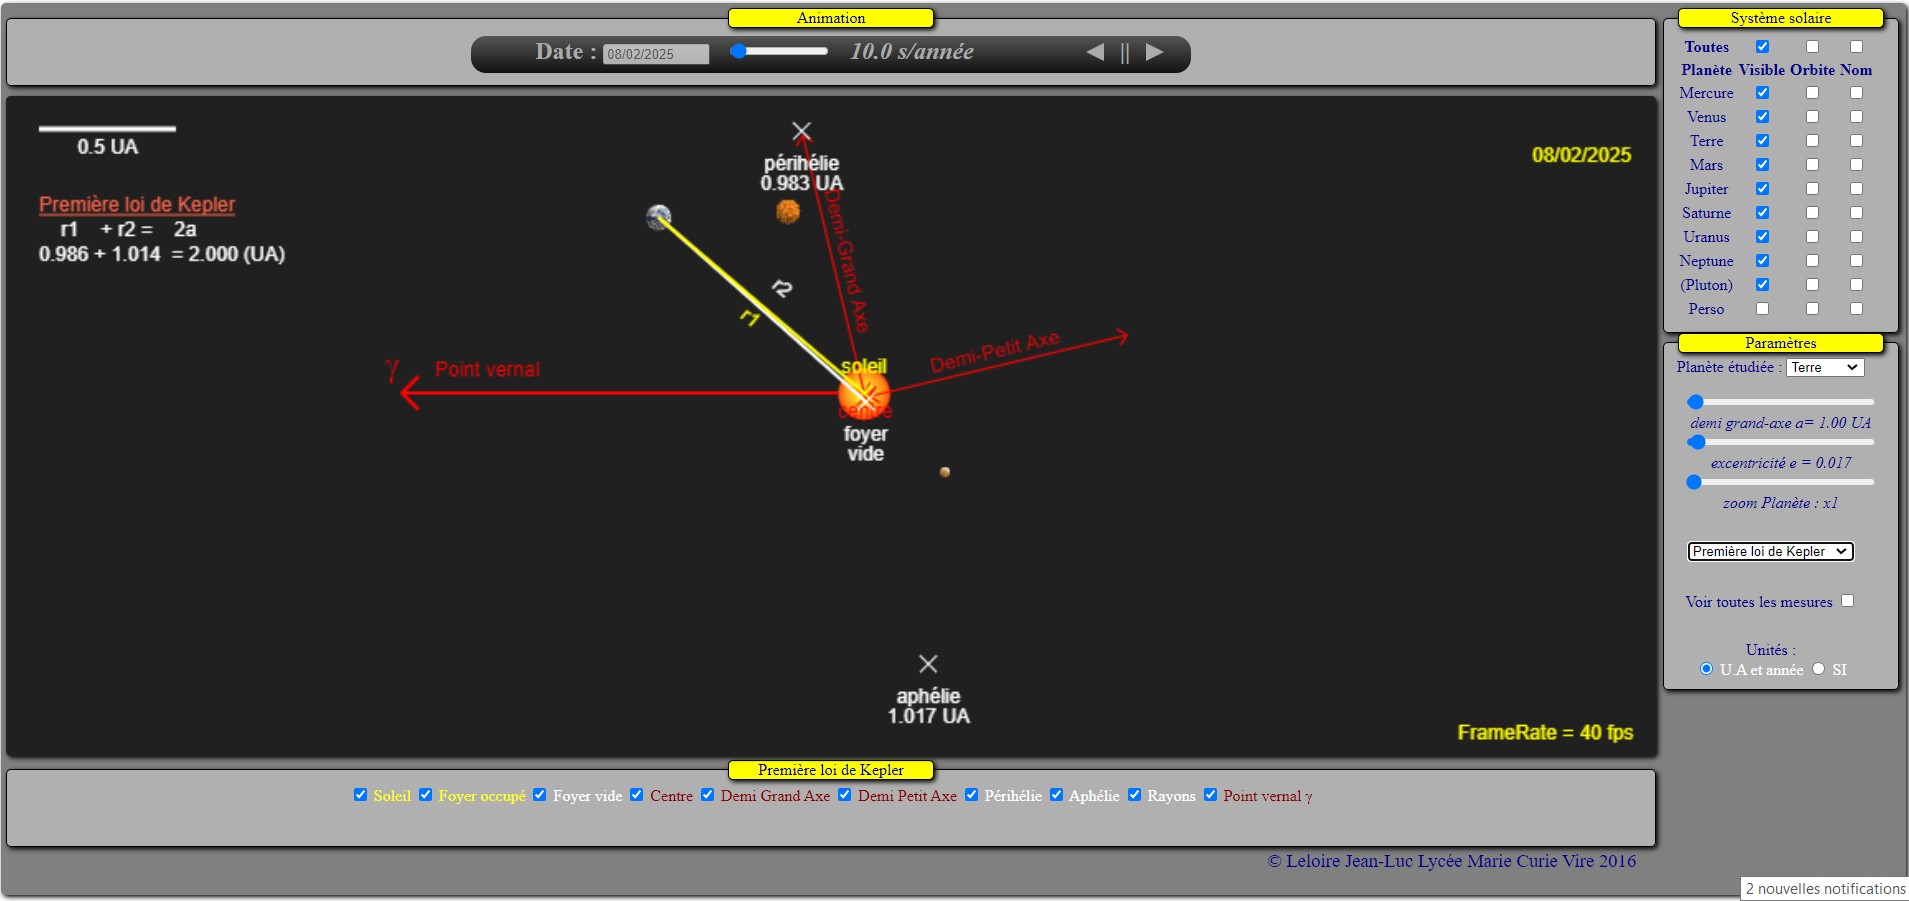 Animation
Date : 08/02/2025 10.0 s/année
0.5 UA
Première loi de Kepler
r1 + r2 = 2a
0.986 + 1.014 = 2.000 (UA)
périhélie
0.983 UA
08/02/2025
Demi-Grand Axe
r2
r1
γ Point vernal
soleil
Demi-Petit Axe
centre
foyer
vide
aphélie
1.017 UA
FrameRate = 40 fps
Première loi de Kepler
Soleil Foyer occupé Foyer vide Centre Demi Grand Axe Demi Petit Axe Périhélie Aphélie Rayons Point vernal γ
© Leloire Jean-Luc Lycée Marie Curie Vire 2016
Système solaire
Toutes
Planète Visible Orbite Nom
Mercure
Venus
Terre
Mars
Jupiter
Saturne
Uranus
Neptune
(Pluton)
Perso
Paramètres
Planète étudiée : Terre
demi grand-axe a= 1.00 UA
excentricité e = 0.017
zoom Planète : x1
Première loi de Kepler
Voir toutes les mesures
Unités :
U.A et année SI
2 nouvelles notifications